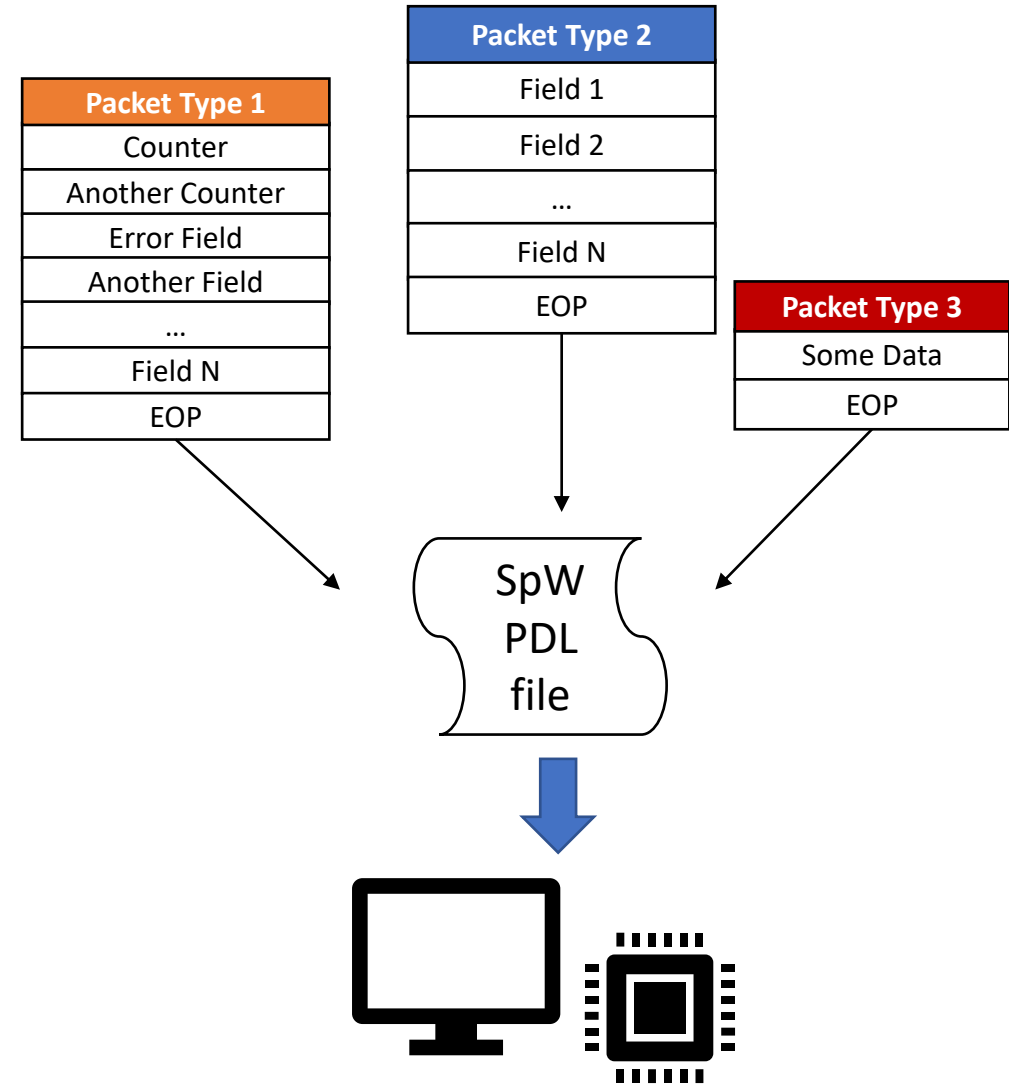 Packet Type 1
Counter
Another Counter
Error Field
Another Field
...
Field N
EOP
Packet Type 2
Field 1
Field 2
...
Field N
EOP
Packet Type 3
Some Data
EOP
SpW
PDL
file